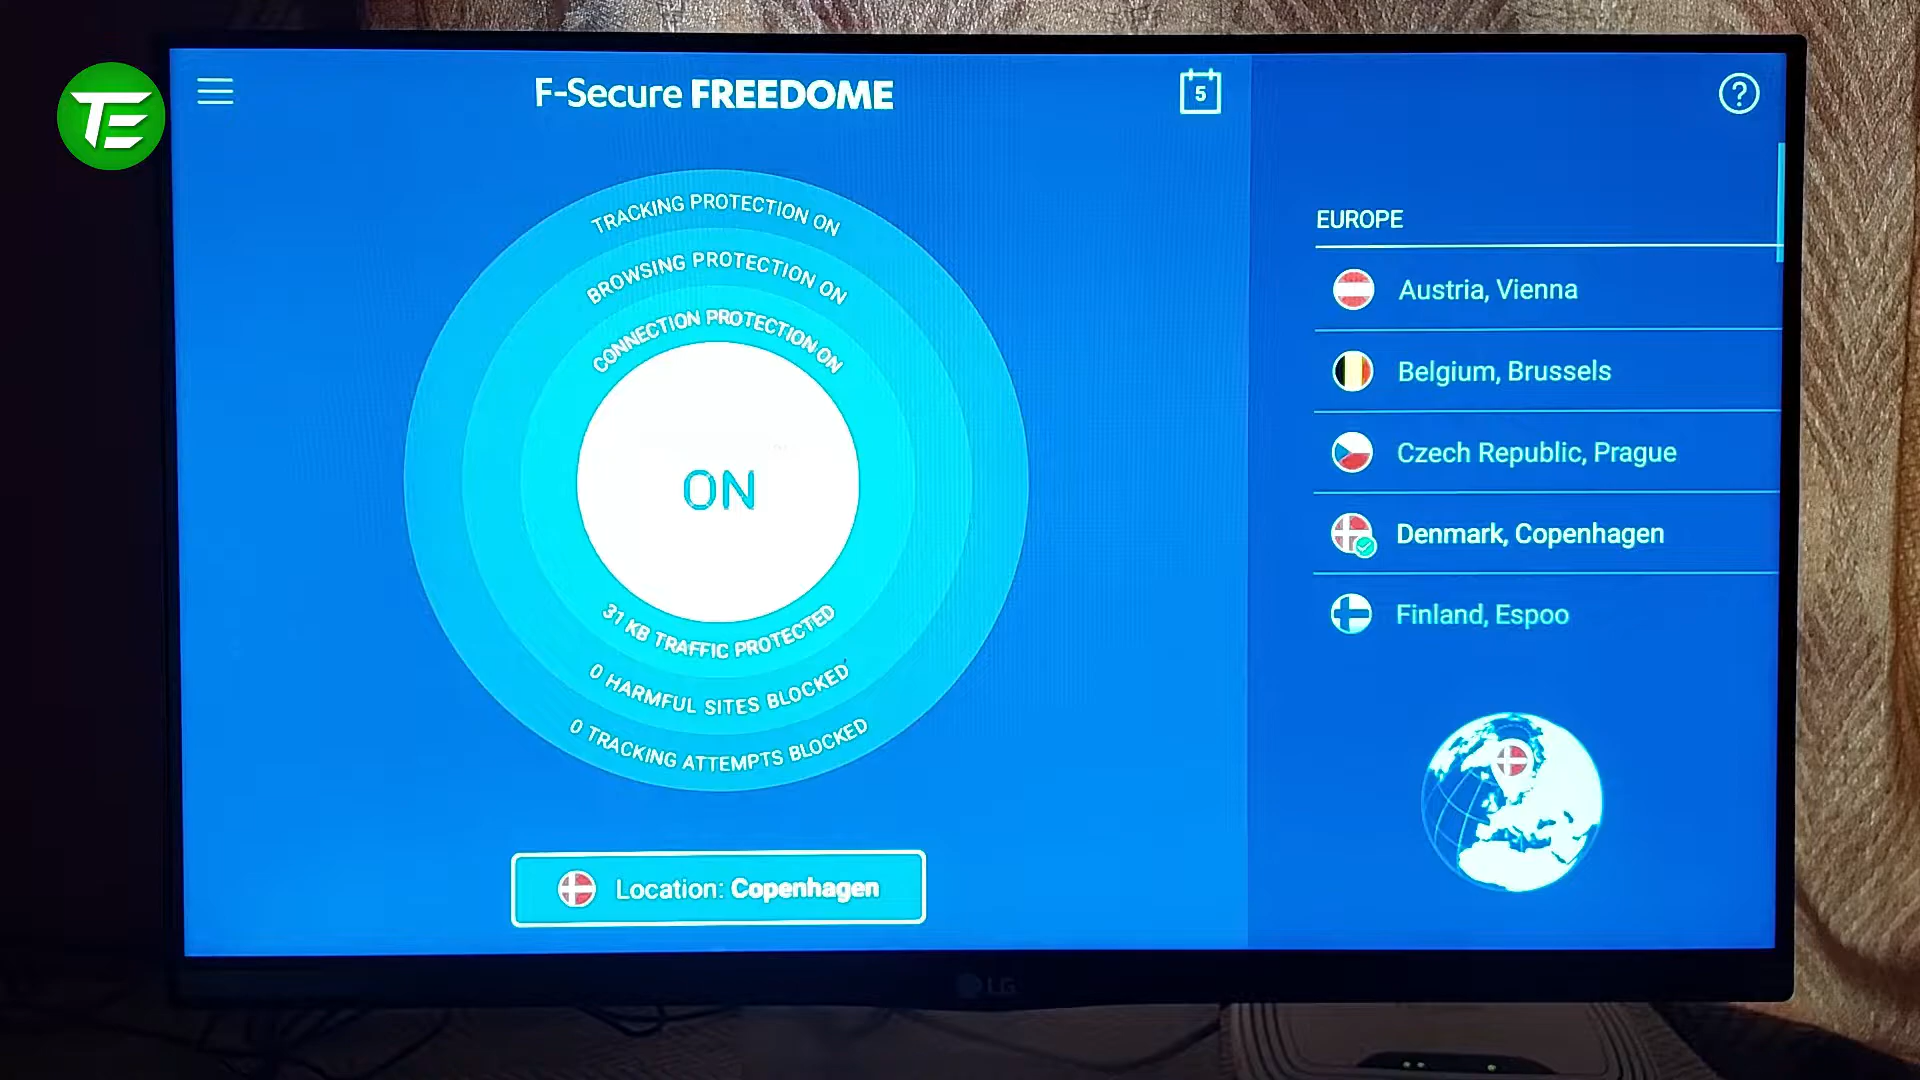 TE
F-Secure FREEDOME
5
?
TRACKING PROTECTION ON
BROWSING PROTECTION ON
CONNECTION PROTECTION ON
ON
31 KB TRAFFIC PROTECTED
0 HARMFUL SITES BLOCKED
0 TRACKING ATTEMPTS BLOCKED
Location: Copenhagen
EUROPE
Austria, Vienna
Belgium, Brussels
Czech Republic, Prague
Denmark, Copenhagen
Finland, Espoo
LG